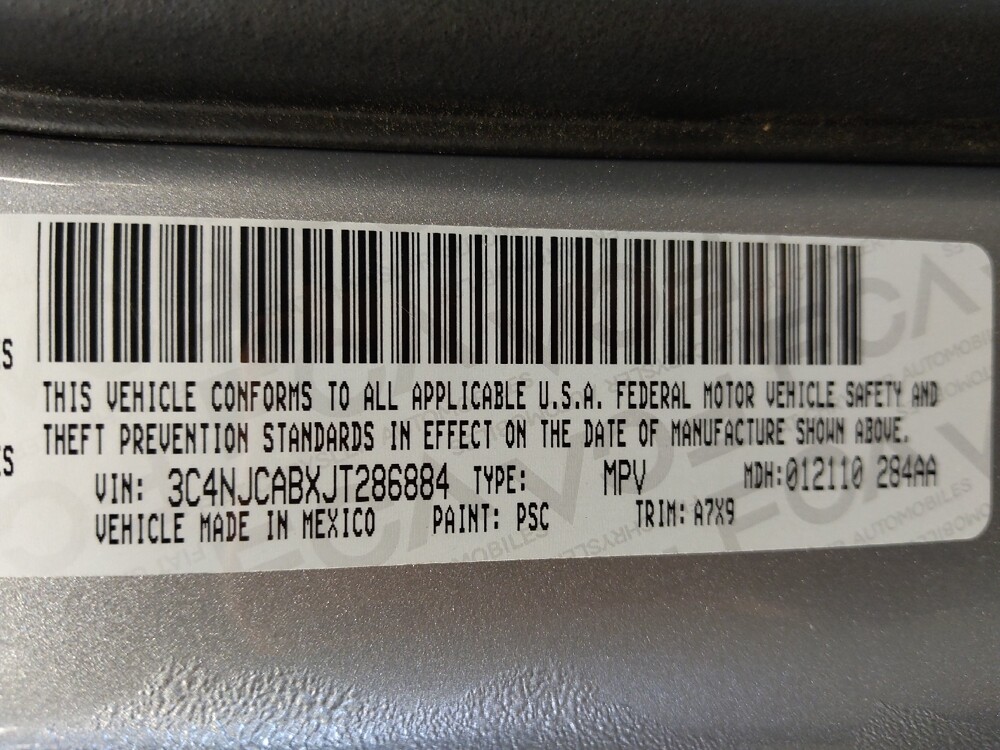 THIS VEHICLE CONFORMS TO ALL APPLICABLE U.S.A. FEDERAL MOTOR VEHICLE SAFETY AND
THEFT PREVENTION STANDARDS IN EFFECT ON THE DATE OF MANUFACTURE SHOWN ABOVE.
VIN: 3C4NJCABXJT286884 TYPE: MPV MDH:012110 284AA
VEHICLE MADE IN MEXICO PAINT: PSC TRIM: A7X9